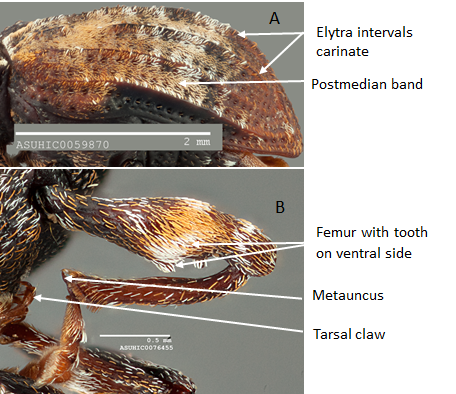 A
Elytra intervals
carinate
Postmedian band
ASUHIC0059870
2 mm
B
Femur with tooth
on ventral side
Metauncus
Tarsal claw
0.5 mm
ASUHIC0076455